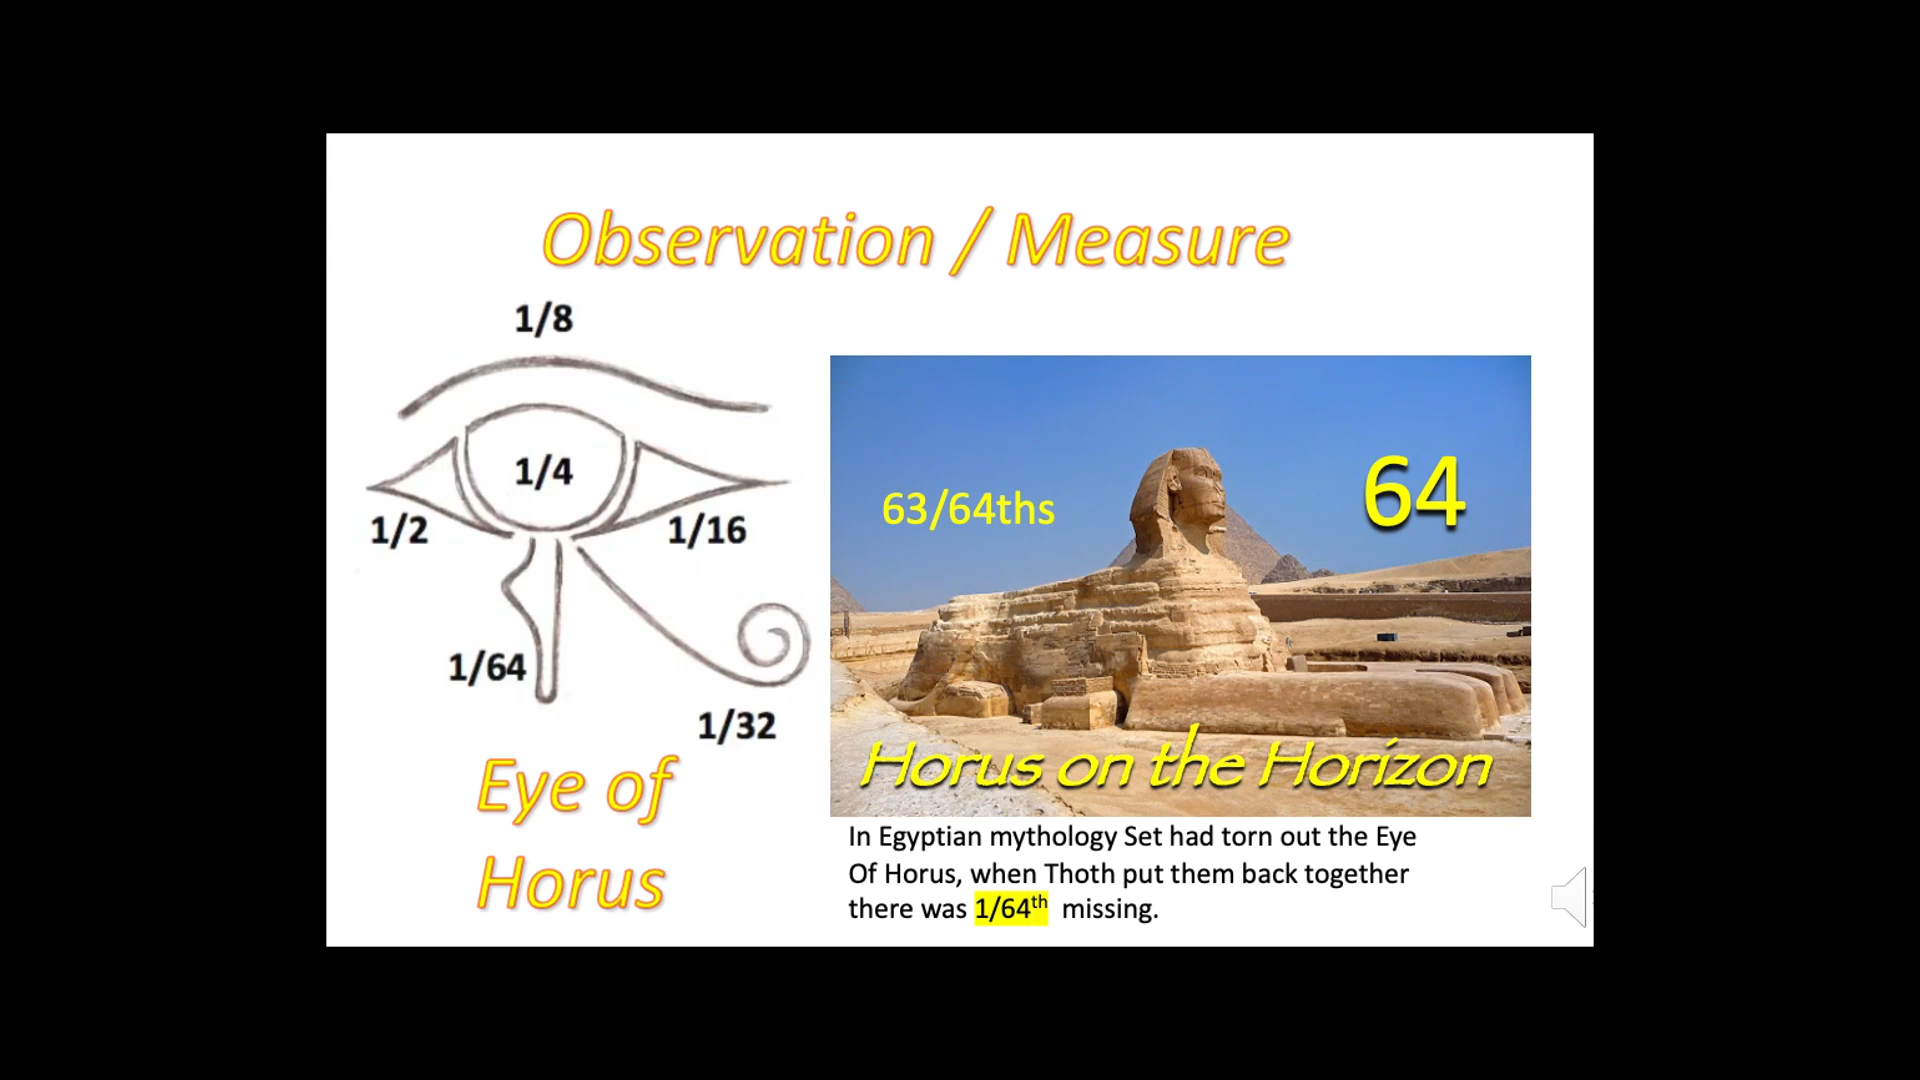 Observation / Measure
1/8
1/4
1/2
1/16
1/64
1/32
Eye of
Horus
63/64ths
64
Horus on the Horizon
In Egyptian mythology Set had torn out the Eye
Of Horus, when Thoth put them back together
there was 1/64th missing.